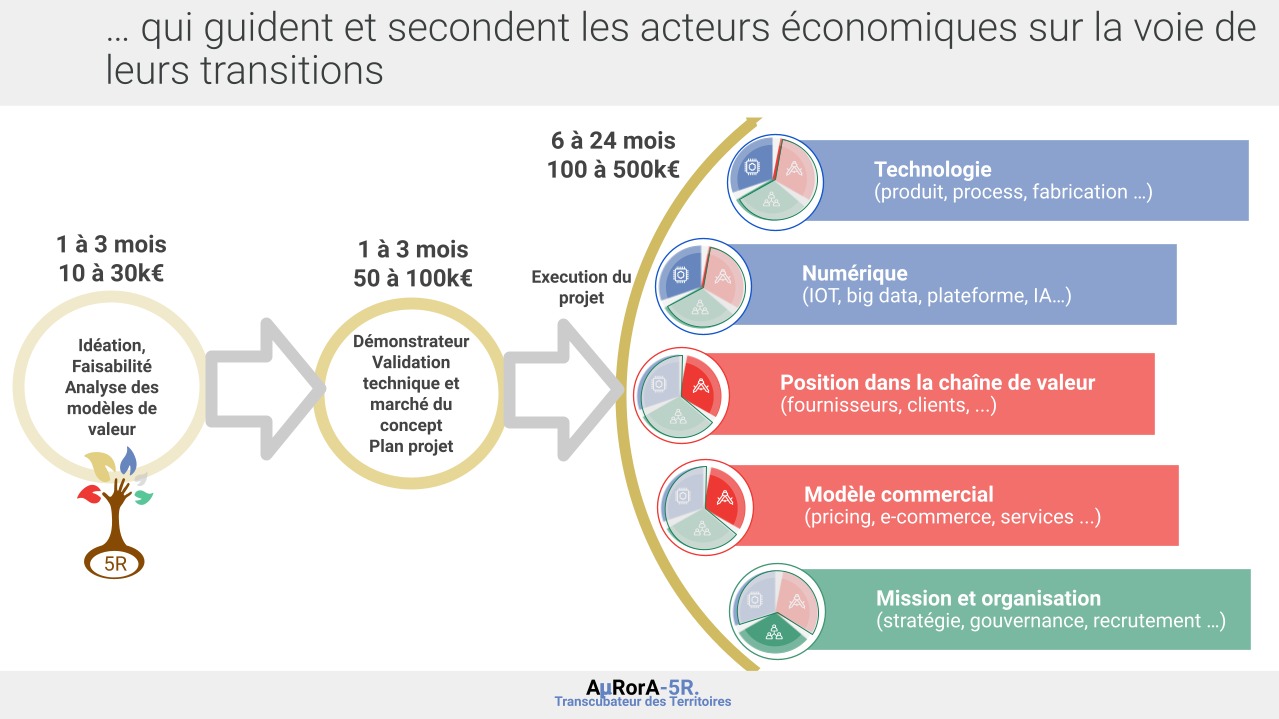 … qui guident et secondent les acteurs économiques sur la voie de
leurs transitions
1 à 3 mois
10 à 30k€
Idéation,
Faisabilité
Analyse des
modèles de
valeur
5R
1 à 3 mois
50 à 100k€
Démonstrateur
Validation
technique et
marché du
concept
Plan projet
6 à 24 mois
100 à 500k€
Execution du
projet
Technologie
(produit, process, fabrication …)
Numérique
(IOT, big data, plateforme, IA…)
Position dans la chaîne de valeur
(fournisseurs, clients, ...)
Modèle commercial
(pricing, e-commerce, services ...)
Mission et organisation
(stratégie, gouvernance, recrutement …)
AµRorA-5R.
Transcubateur des Territoires